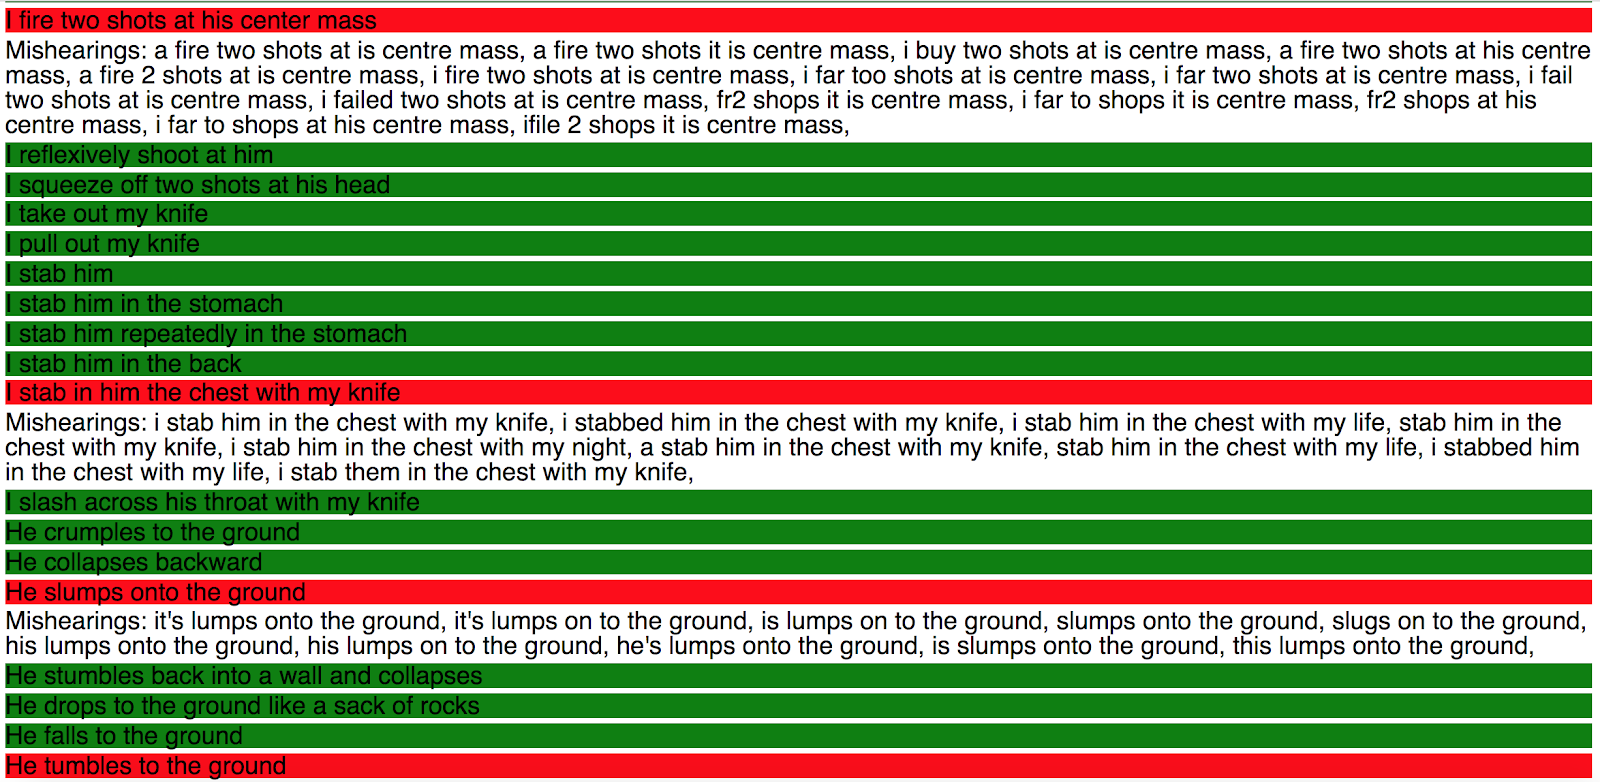 I fire two shots at his center mass
Mishearings: a fire two shots at is centre mass, a fire two shots it is centre mass, i buy two shots at is centre mass, a fire two shots at his centre
mass, a fire 2 shots at is centre mass, i fire two shots at is centre mass, i far too shots at is centre mass, i far two shots at is centre mass, i fail
two shots at is centre mass, i failed two shots at is centre mass, fr2 shops it is centre mass, i far to shops it is centre mass, fr2 shops at his
centre mass, i far to shops at his centre mass, ifile 2 shops it is centre mass,
I reflexively shoot at him
I squeeze off two shots at his head
I take out my knife
I pull out my knife
I stab him
I stab him in the stomach
I stab him repeatedly in the stomach
I stab him in the back
I stab in him the chest with my knife
Mishearings: i stab him in the chest with my knife, i stabbed him in the chest with my knife, i stab him in the chest with my life, stab him in the
chest with my knife, i stab him in the chest with my night, a stab him in the chest with my knife, stab him in the chest with my life, i stabbed him
in the chest with my life, i stab them in the chest with my knife,
I slash across his throat with my knife
He crumples to the ground
He collapses backward
He slumps onto the ground
Mishearings: it's lumps onto the ground, it's lumps on to the ground, is lumps on to the ground, slumps onto the ground, slugs on to the ground,
his lumps onto the ground, his lumps on to the ground, he's lumps onto the ground, is slumps onto the ground, this lumps onto the ground,
He stumbles back into a wall and collapses
He drops to the ground like a sack of rocks
He falls to the ground
He tumbles to the ground